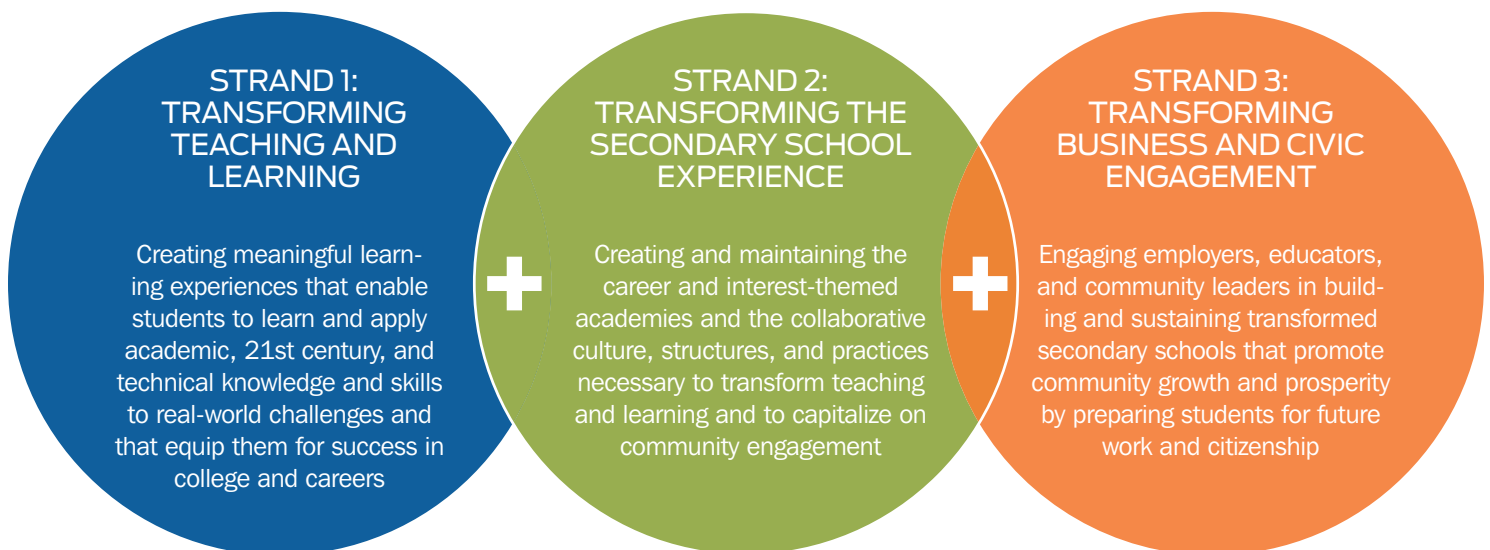 STRAND 1:
TRANSFORMING
TEACHING AND
LEARNING
Creating meaningful learn-
ing experiences that enable
students to learn and apply
academic, 21st century, and
technical knowledge and skills
to real-world challenges and
that equip them for success in
college and careers
+
STRAND 2:
TRANSFORMING THE
SECONDARY SCHOOL
EXPERIENCE
Creating and maintaining the
career and interest-themed
academies and the collaborative
culture, structures, and practices
necessary to transform teaching
and learning and to capitalize on
community engagement
+
STRAND 3:
TRANSFORMING
BUSINESS AND CIVIC
ENGAGEMENT
Engaging employers, educators,
and community leaders in build-
ing and sustaining transformed
secondary schools that promote
community growth and prosperity
by preparing students for future
work and citizenship